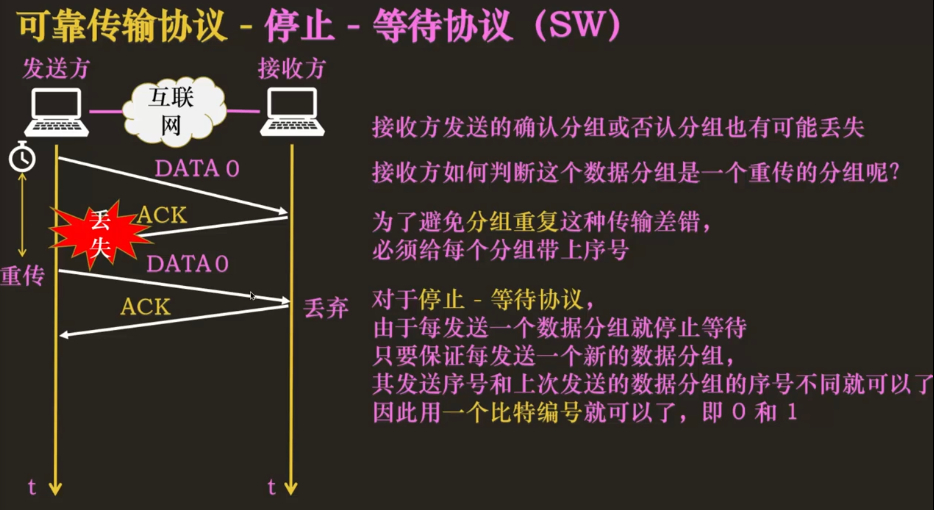 可靠传输协议 - 停止 - 等待协议（SW）
发送方
接收方
互联
网
DATA 0
ACK
丢
失
重传
DATA 0
ACK
丢弃
t
t
接收方发送的确认分组或否认分组也有可能丢失
接收方如何判断这个数据分组是一个重传的分组呢？
为了避免分组重复这种传输差错，
必须给每个分组带上序号
对于停止 - 等待协议，
由于每发送一个数据分组就停止等待
只要保证每发送一个新的数据分组，
其发送序号和上次发送的数据分组的序号不同就可以了
因此用一个比特编号就可以了，即 0 和 1